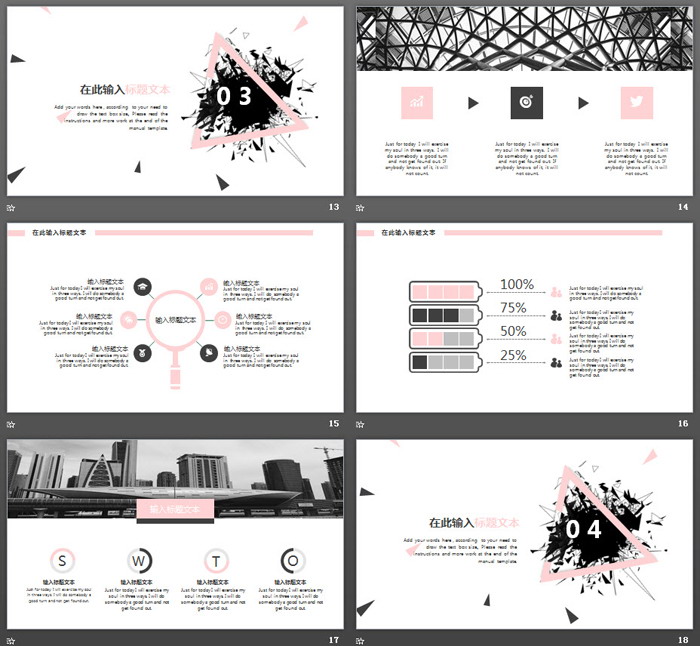 在此输入标题文本
Add your words here, according to your need to
draw the text box size, Please read the
instructions and more work at the end of the
manual template.
03
13
Just for today I will exercise
my soul in three ways. I will
do somebody a good turn
and not get found out. If
anybody knows of it, it will
not count.
Just for today I will exercise
my soul in three ways. I will
do somebody a good turn
and not get found out. If
anybody knows of it, it will
not count.
Just for today I will exercise
my soul in three ways. I will
do somebody a good turn
and not get found out. If
anybody knows of it, it will
not count.
14
在此输入标题文本
输入标题文本
Just for today I will exercise my soul
in three ways. I will do somebody a
good turn and not get found out.
输入标题文本
Just for today I will exercise my soul
in three ways. I will do somebody a
good turn and not get found out.
输入标题文本
Just for today I will exercise my soul
in three ways. I will do somebody a
good turn and not get found out.
输入标题文本
输入标题文本
Just for today I will exercise my soul
in three ways. I will do somebody a
good turn and not get found out.
输入标题文本
Just for today I will exercise my soul
in three ways. I will do somebody a
good turn and not get found out.
输入标题文本
Just for today I will exercise my soul
in three ways. I will do somebody a
good turn and not get found out.
15
在此输入标题文本
100%
Just for today I will exercise my
soul in three ways. I will do
somebody a good turn and not
get found out.
75%
Just for today I will exercise my
soul in three ways. I will do
somebody a good turn and not
get found out.
50%
Just for today I will exercise my
soul in three ways. I will do
somebody a good turn and not
get found out.
25%
Just for today I will exercise my
soul in three ways. I will do
somebody a good turn and not
get found out.
16
输入标题文本
S
输入标题文本
Just for today I will exercise my soul
in three ways. I will do somebody a
good turn and not get found out.
W
输入标题文本
Just for today I will exercise my
soul in three ways. I will do
somebody a good turn and not
get found out.
T
输入标题文本
Just for today I will exercise my
soul in three ways. I will do
somebody a good turn and not
get found out.
O
输入标题文本
Just for today I will exercise my
soul in three ways. I will do
somebody a good turn and not
get found out.
17
在此输入标题文本
Add your words here, according to your need to
draw the text box size, Please read the
instructions and more work at the end of the
manual template.
04
18